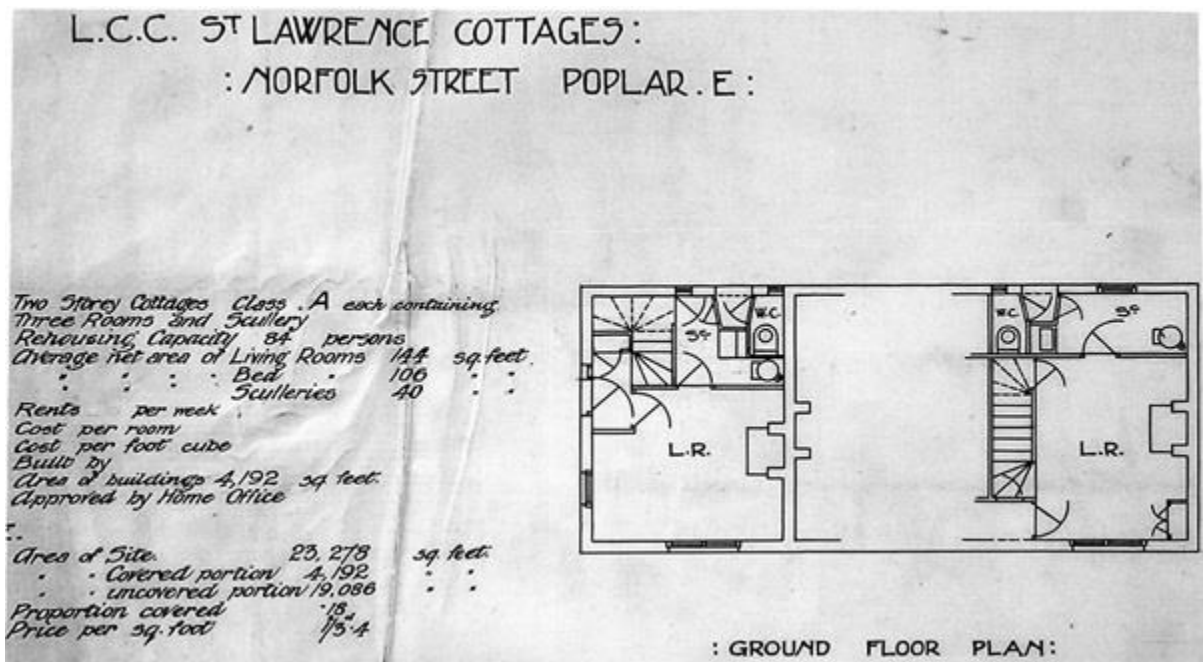 L.C.C. ST LAWRENCE COTTAGES:
: NORFOLK STREET POPLAR. E:
Two Storey Cottages Class. A each containing
Three Rooms and Scullery
Rehousing Capacity 84 persons
Average net area of Living Rooms 144 sq. feet.
" " " " Bed " 106 " "
" " " " Sculleries 40 " "
Rents per week
Cost per room
Cost per foot cube
Built by
Area of buildings 4,192 sq feet.
Approved by Home Office
Area of Site. 23,278 sq. feet.
" " Covered portion 4,192 " "
" " uncovered portion 19,086 " "
Proportion covered ·18
Price per sq. foot
W.C.
Sc.
L.R.
W.C.
Sc.
L.R.
: GROUND FLOOR PLAN: